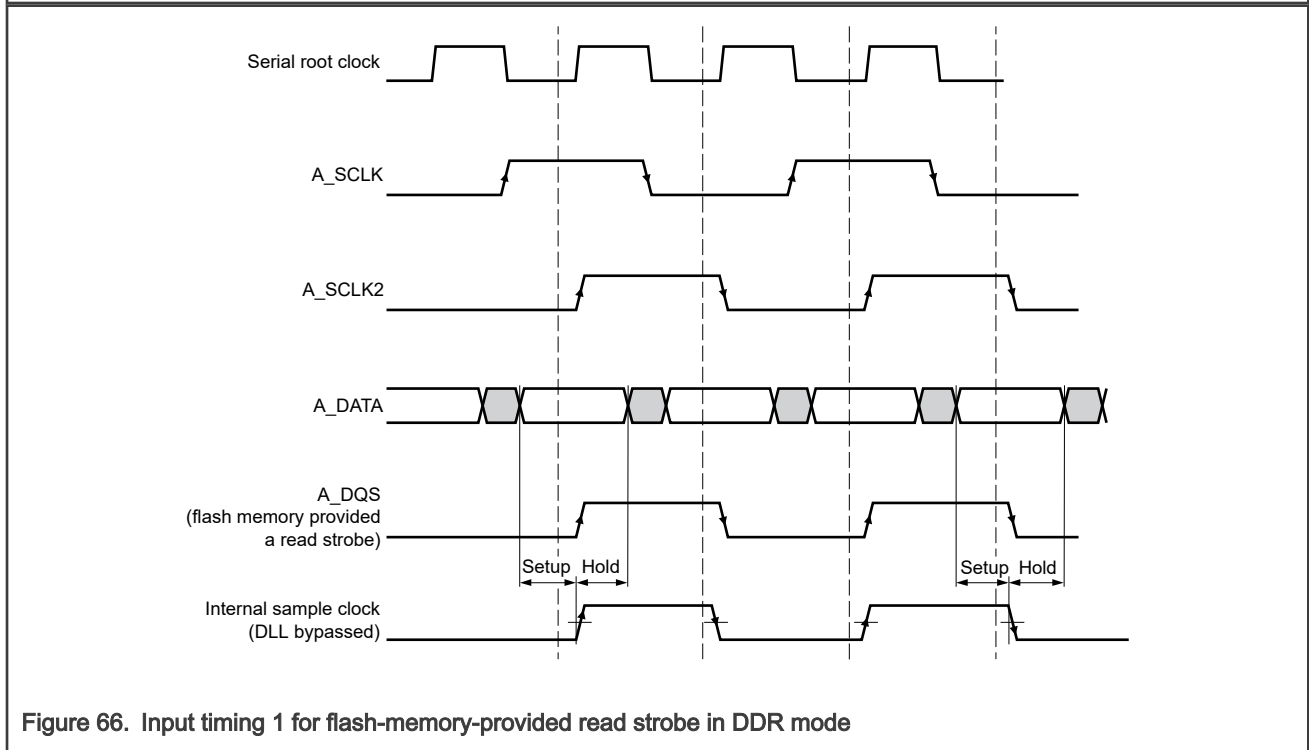 Serial root clock
A_SCLK
A_SCLK2
A_DATA
A_DQS
(flash memory provided
a read strobe)
Setup Hold
Setup Hold
Internal sample clock
(DLL bypassed)
Figure 66. Input timing 1 for flash-memory-provided read strobe in DDR mode